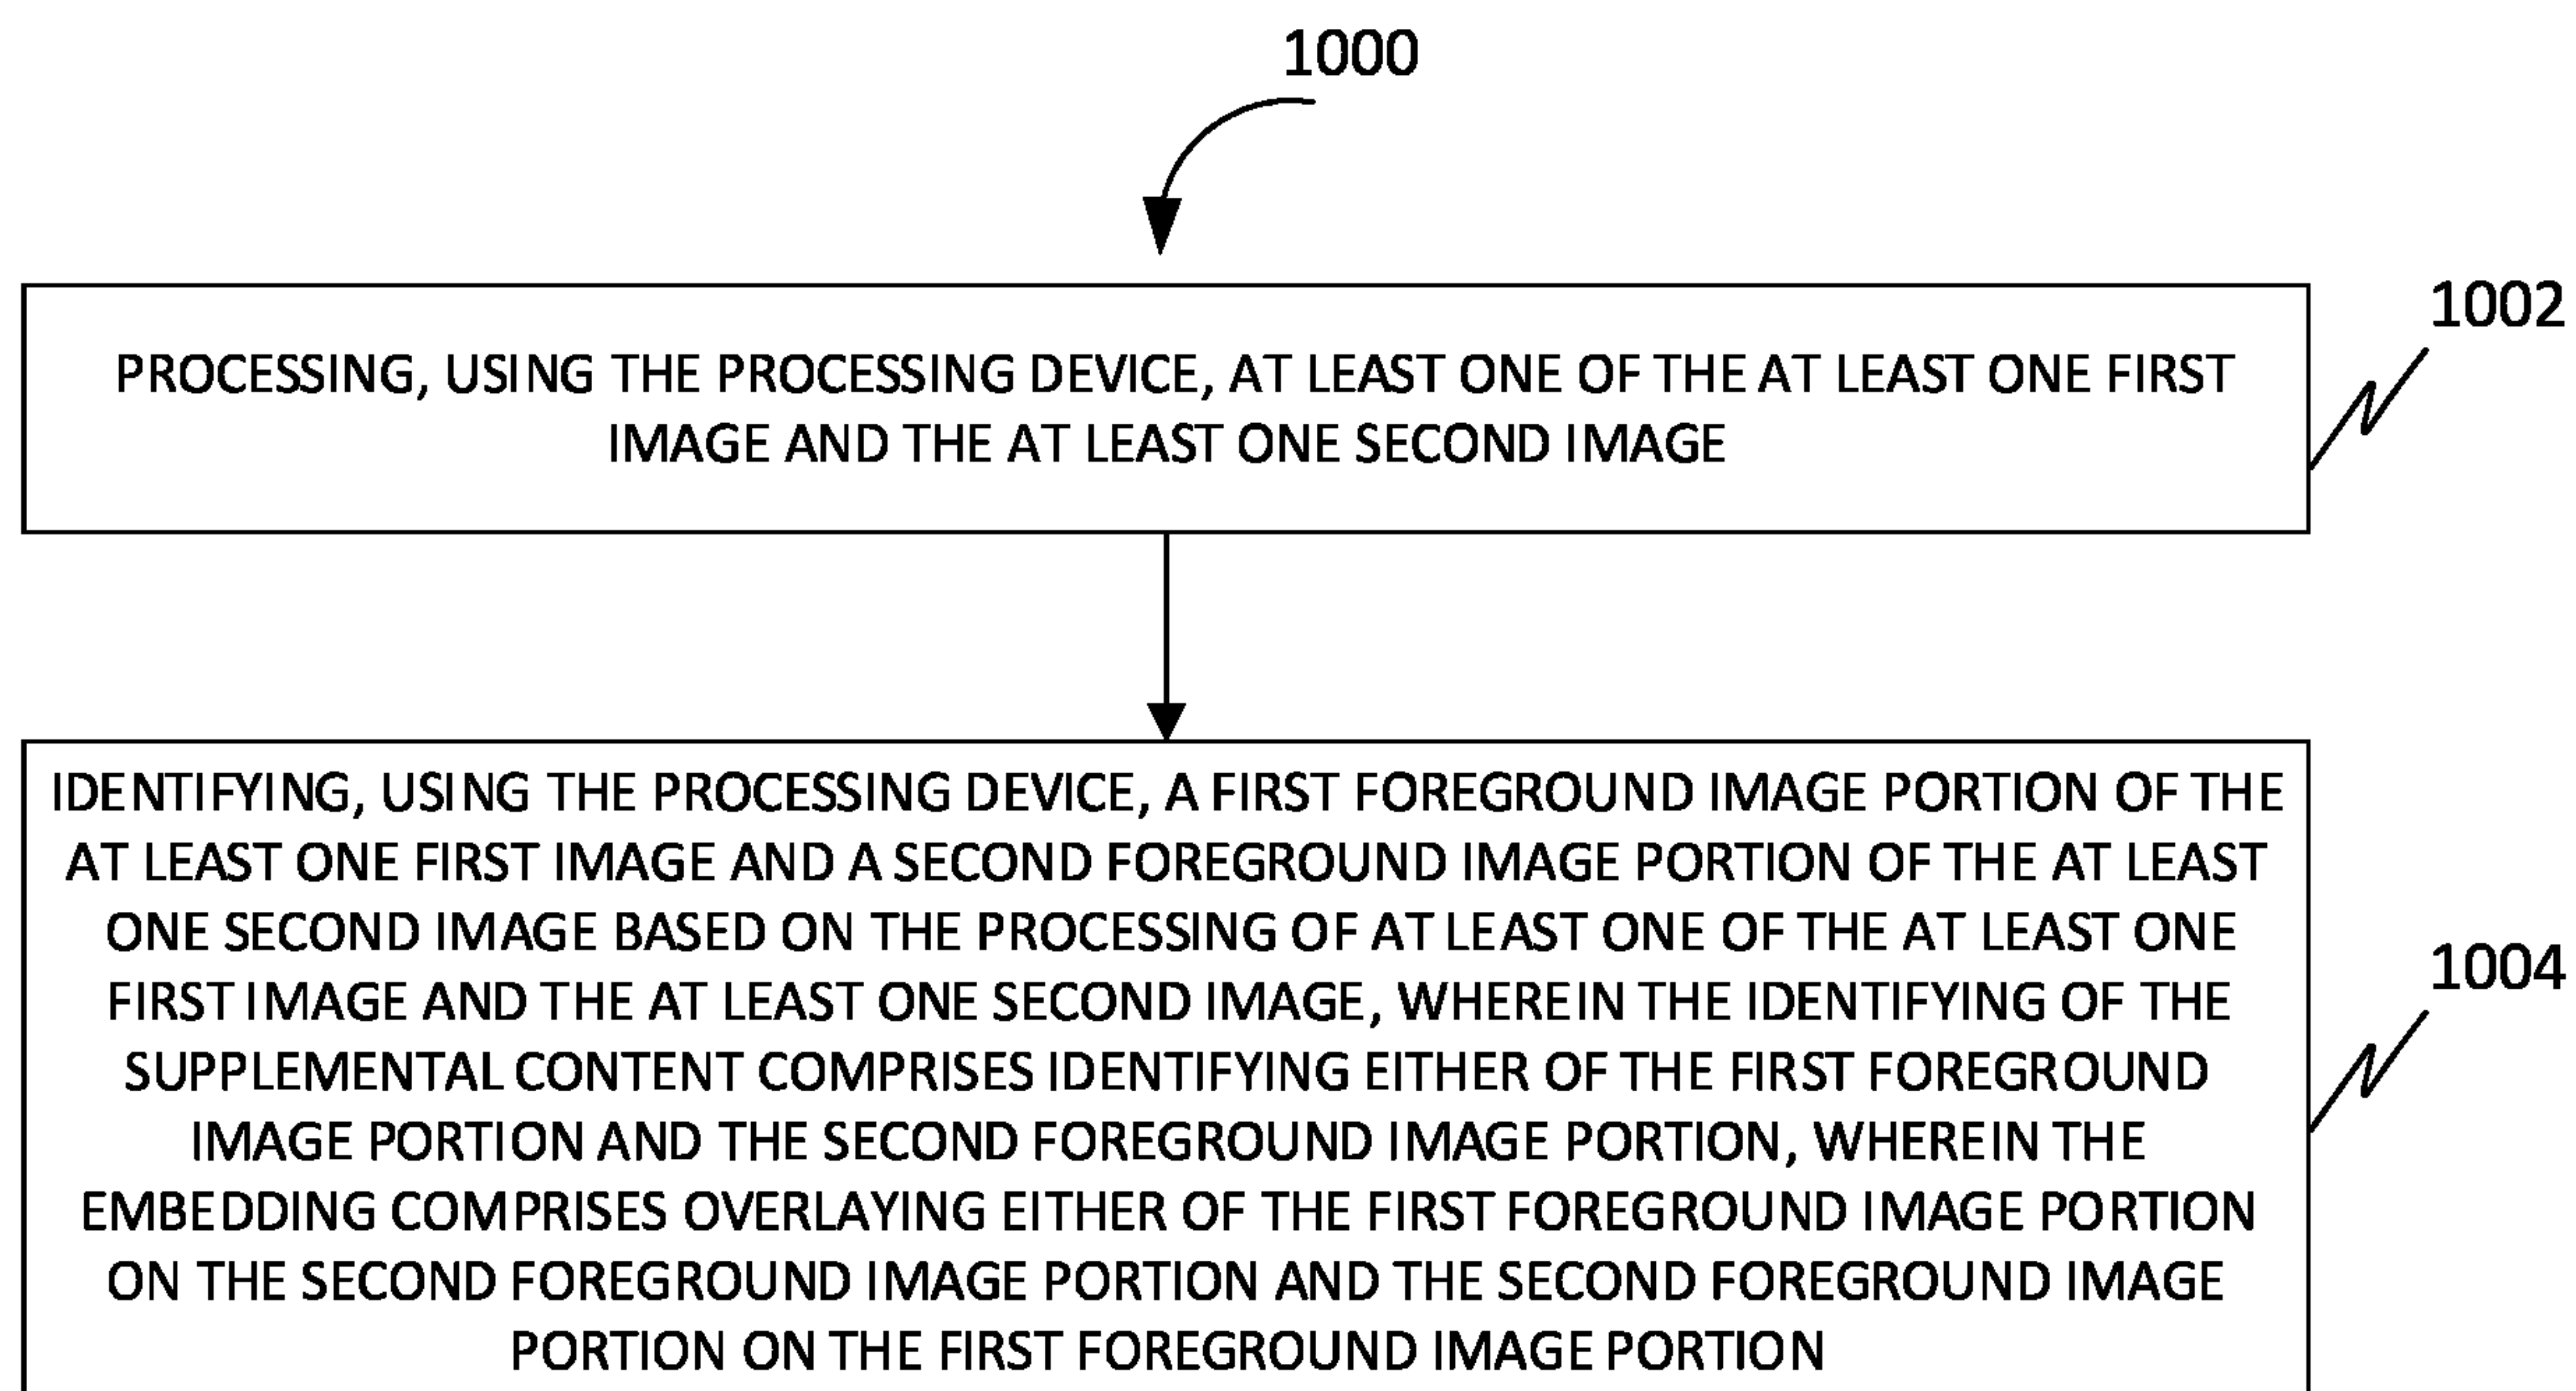 1000
1002
PROCESSING, USING THE PROCESSING DEVICE, AT LEAST ONE OF THE AT LEAST ONE FIRST
IMAGE AND THE AT LEAST ONE SECOND IMAGE
IDENTIFYING, USING THE PROCESSING DEVICE, A FIRST FOREGROUND IMAGE PORTION OF THE
AT LEAST ONE FIRST IMAGE AND A SECOND FOREGROUND IMAGE PORTION OF THE AT LEAST
ONE SECOND IMAGE BASED ON THE PROCESSING OF AT LEAST ONE OF THE AT LEAST ONE
1004
FIRST IMAGE AND THE AT LEAST ONE SECOND IMAGE, WHEREIN THE IDENTIFYING OF THE
SUPPLEMENTAL CONTENT COMPRISES IDENTIFYING EITHER OF THE FIRST FOREGROUND
IMAGE PORTION AND THE SECOND FOREGROUND IMAGE PORTION, WHEREIN THE
EMBEDDING COMPRISES OVERLAYING EITHER OF THE FIRST FOREGROUND IMAGE PORTION
ON THE SECOND FOREGROUND IMAGE PORTION AND THE SECOND FOREGROUND IMAGE
PORTION ON THE FIRST FOREGROUND IMAGE PORTION